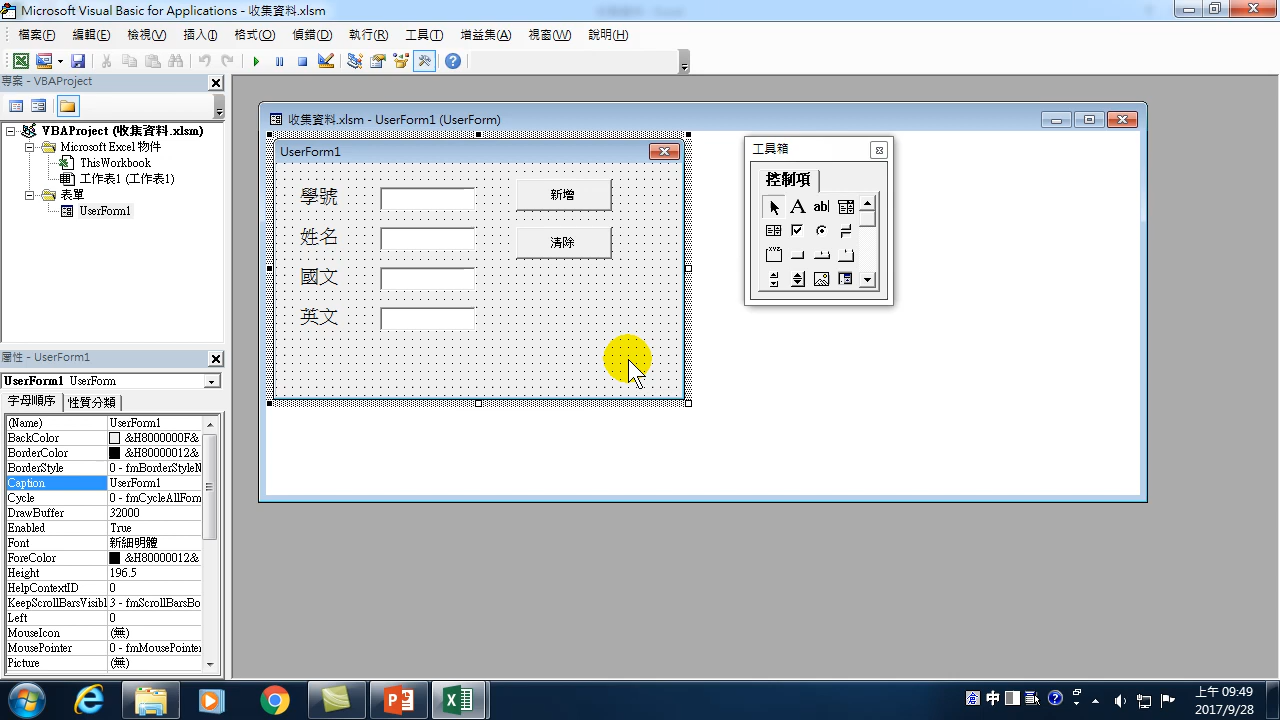 Microsoft Visual Basic for Applications - 收集資料.xlsm
檔案(F) 編輯(E) 檢視(V) 插入(I) 格式(O) 偵錯(D) 執行(R) 工具(T) 增益集(A) 視窗(W) 說明(H)
專案 - VBAProject
VBAProject (收集資料.xlsm)
Microsoft Excel 物件
ThisWorkbook
工作表1 (工作表1)
表單
UserForm1
屬性 - UserForm1
UserForm1 UserForm
字母順序 性質分類
(Name) UserForm1
BackColor &H8000000F&
BorderColor &H80000012&
BorderStyle 0 - fmBorderStyleN
Caption UserForm1
Cycle 0 - fmCycleAllForm
DrawBuffer 32000
Enabled True
Font 新細明體
ForeColor &H80000012&
Height 196.5
HelpContextID 0
KeepScrollBarsVisibl 3 - fmScrollBarsBo
Left 0
MouseIcon (無)
MousePointer 0 - fmMousePointer
Picture (無)
收集資料.xlsm - UserForm1 (UserForm)
UserForm1
學號 新增
姓名 清除
國文
英文
工具箱
控制項
A ab
中
上午 09:49
2017/9/28